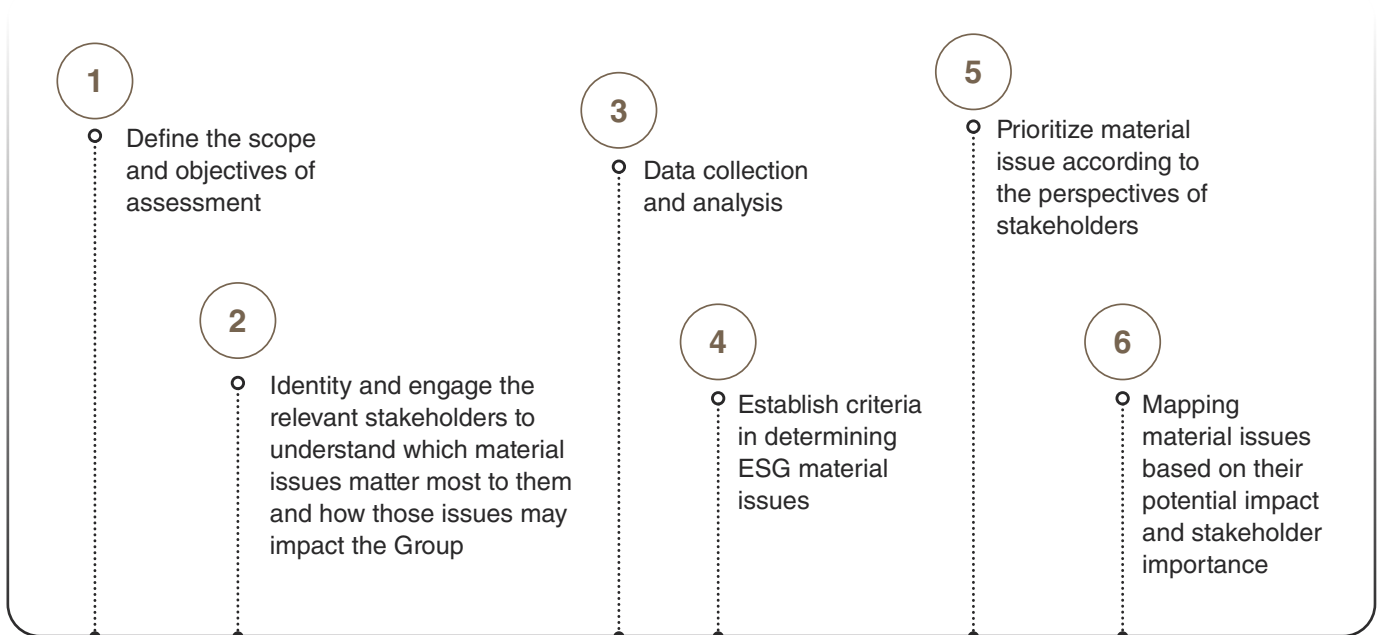 1
Define the scope
and objectives of
assessment
2
Identity and engage the
relevant stakeholders to
understand which material
issues matter most to them
and how those issues may
impact the Group
3
Data collection
and analysis
4
Establish criteria
in determining
ESG material
issues
5
Prioritize material
issue according to
the perspectives of
stakeholders
6
Mapping
material issues
based on their
potential impact
and stakeholder
importance